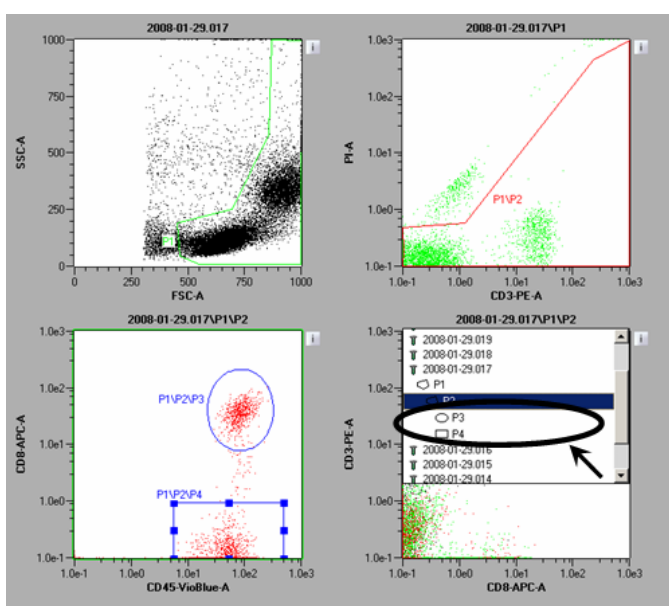 2008-01-29.017
1000
750
500
250
0
SSC-A
0 250 500 750 1000
FSC-A
i
2008-01-29.017\P1
1.0e3
1.0e2
1.0e1
1.0e0
1.0e-1
PI-A
P1\P2
1.0e-1 1.0e0 1.0e1 1.0e2 1.0e3
CD3-PE-A
i
2008-01-29.017\P1\P2
1.0e3
1.0e2
1.0e1
1.0e0
1.0e-1
CD8-APC-A
P1\P2\P3
P1\P2\P4
1.0e-1 1.0e0 1.0e1 1.0e2 1.0e3
CD45-VioBlue-A
i
2008-01-29.017\P1\P2
1.0e3
1.0e2
1.0e1
1.0e0
1.0e-1
CD3-PE-A
2008-01-29.019
2008-01-29.018
2008-01-29.017
P1
P2
P3
P4
2008-01-29.016
2008-01-29.015
2008-01-29.014
1.0e-1 1.0e0 1.0e1 1.0e2 1.0e3
CD8-APC-A
i